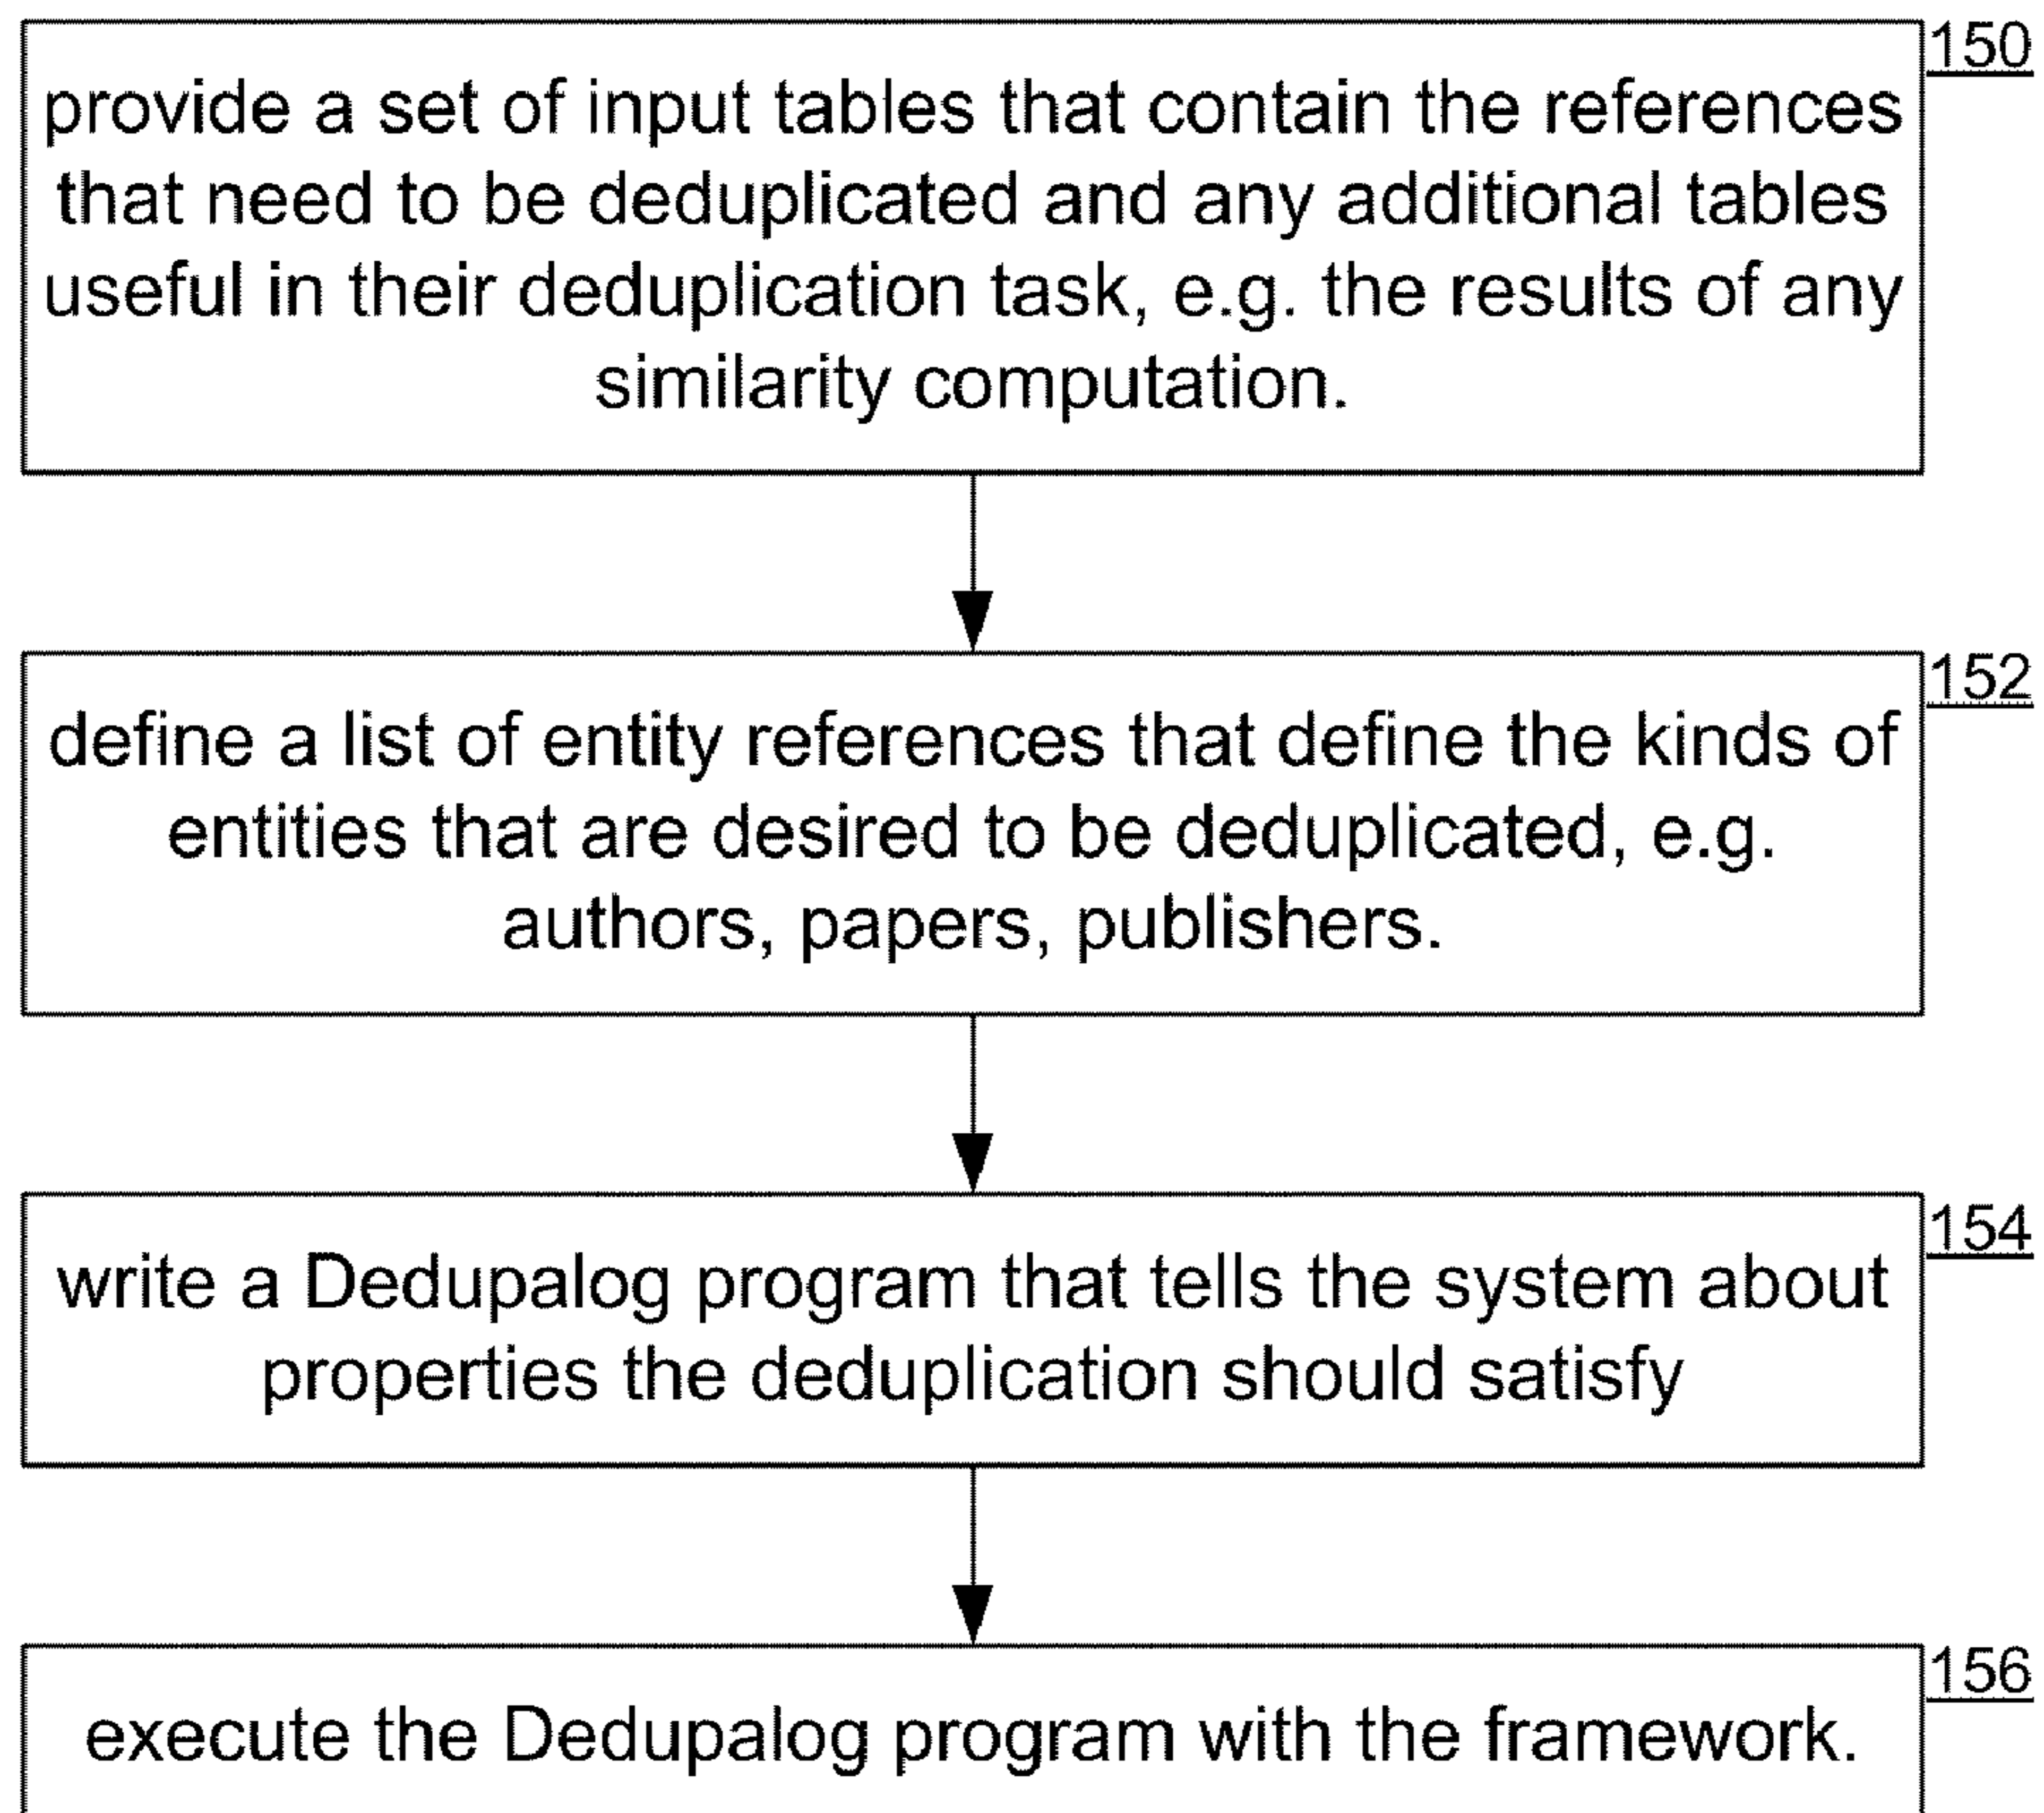 150
provide a set of input tables that contain the references
that need to be deduplicated and any additional tables
useful in their deduplication task, e.g. the results of any
similarity computation.
152
define a list of entity references that define the kinds of
entities that are desired to be deduplicated, e.g.
authors, papers, publishers.
154
write a Dedupalog program that tells the system about
properties the deduplication should satisfy
156
execute the Dedupalog program with the framework.